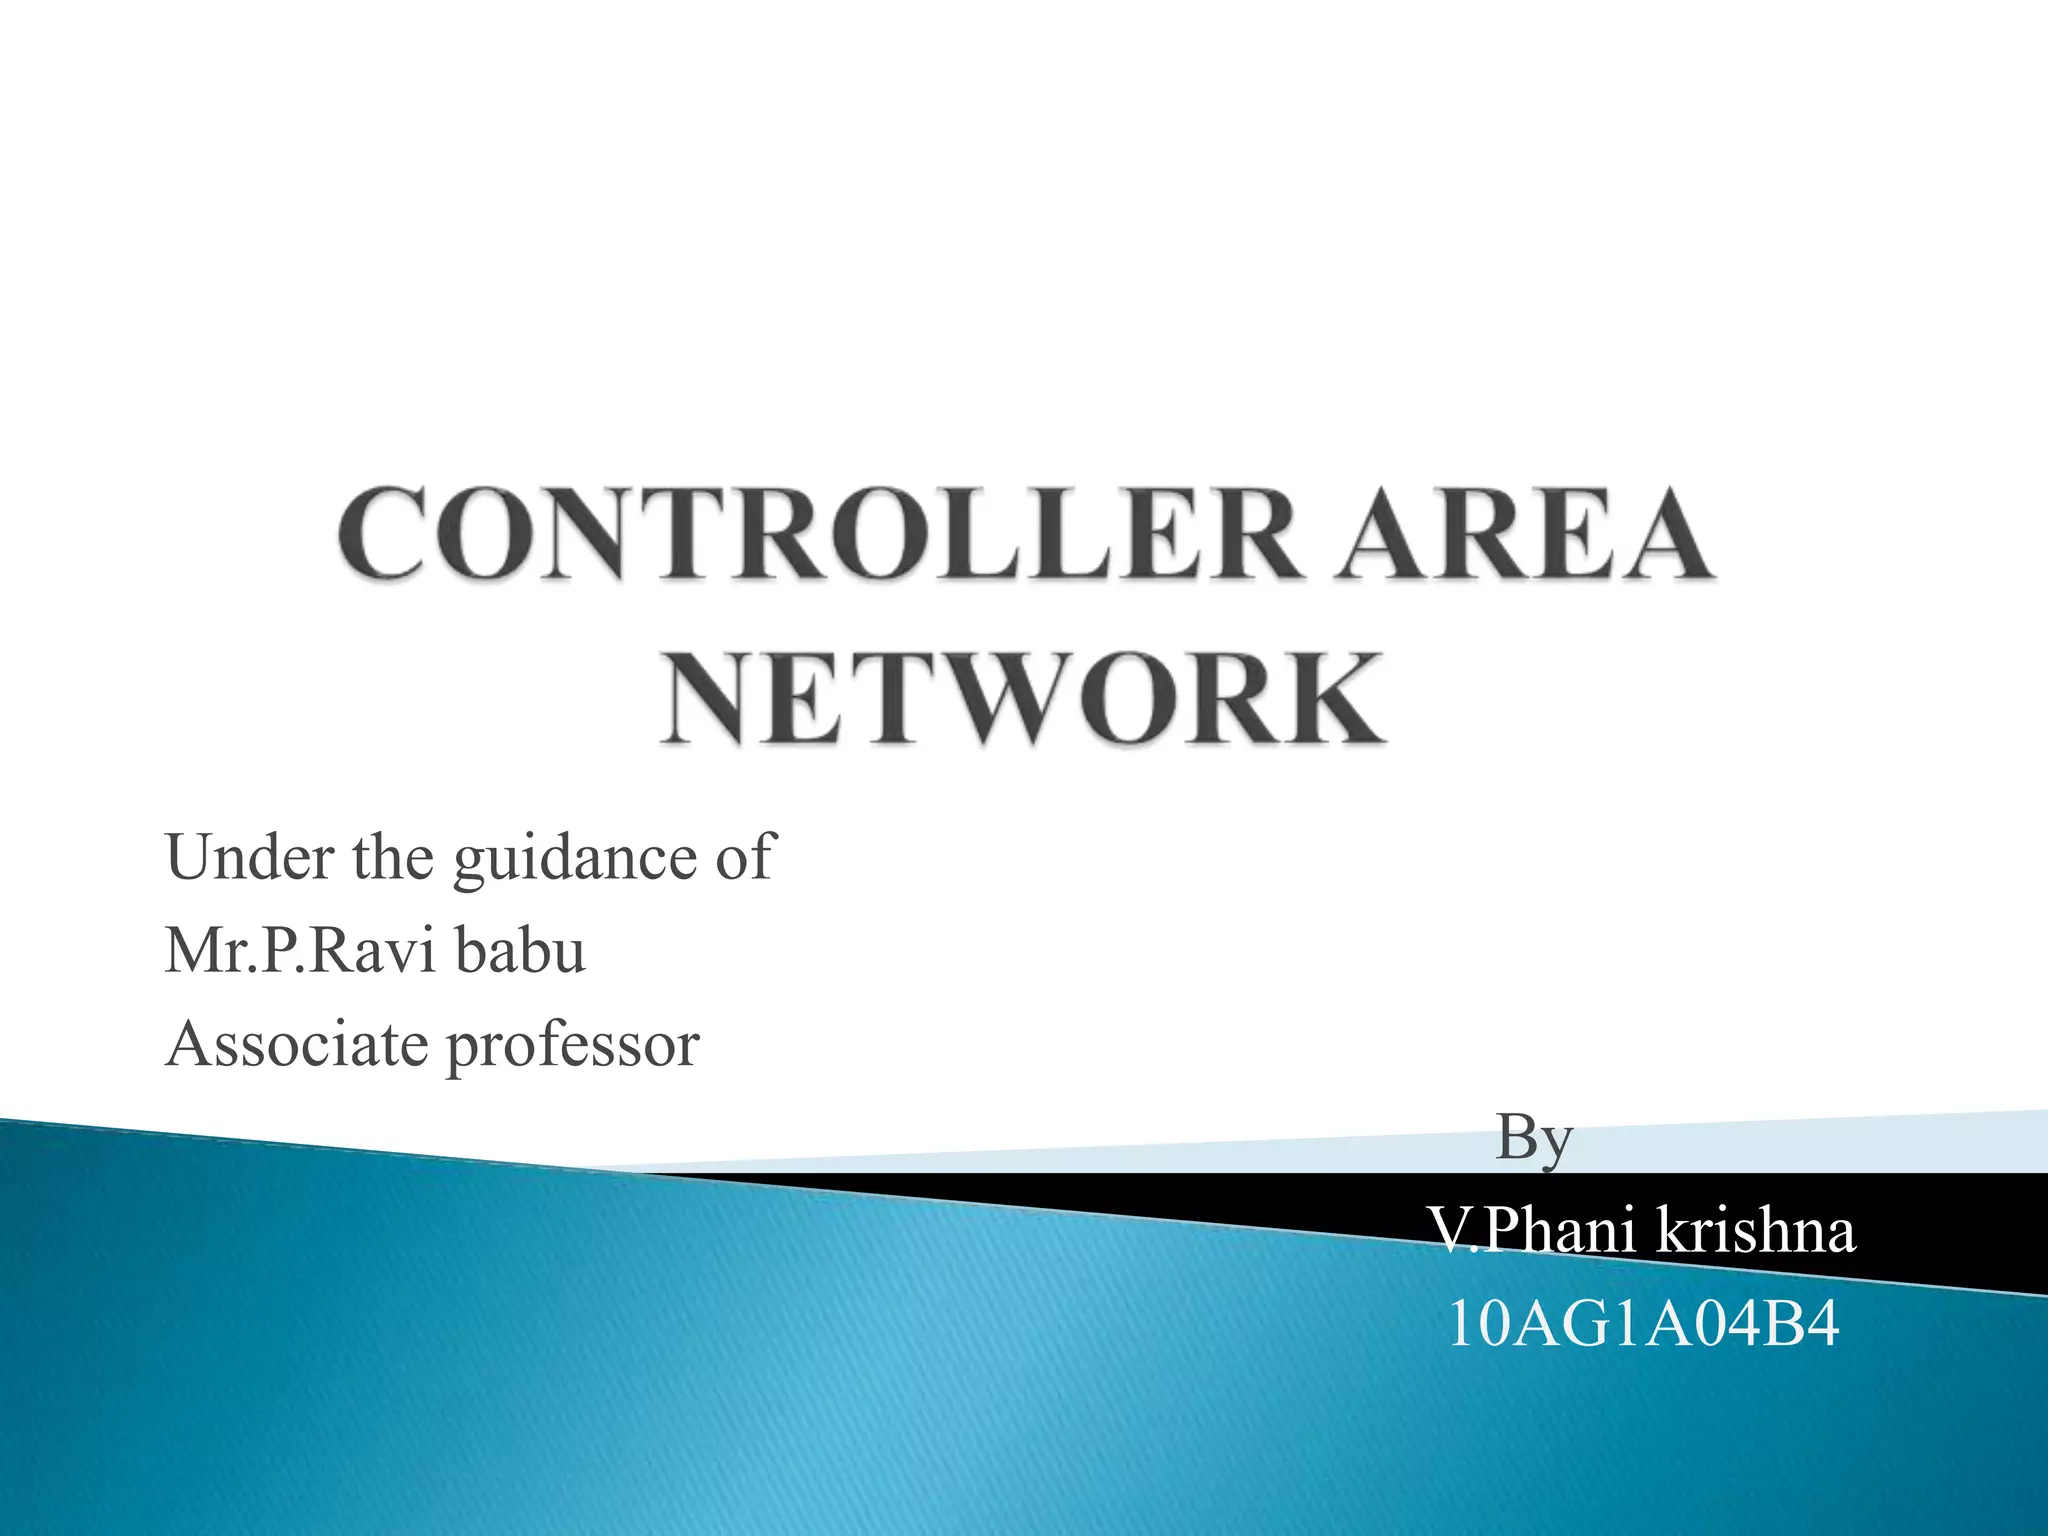 CONTROLLER AREA
NETWORK
Under the guidance of
Mr.P.Ravi babu
Associate professor
By
V.Phani krishna
10AG1A04B4